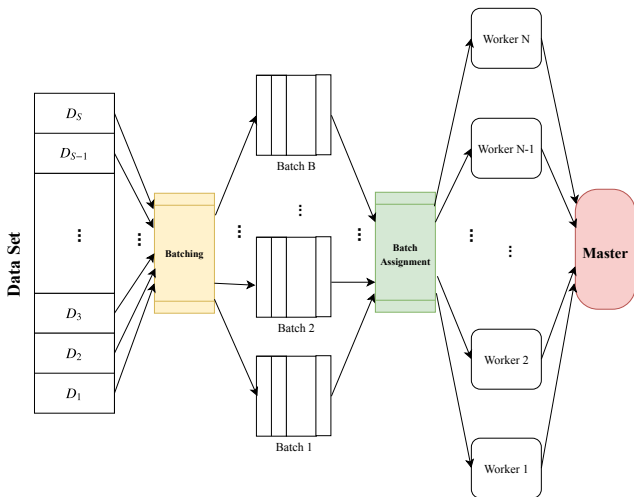 Data Set
D_S
D_{S-1}
⋮
D_3
D_2
D_1
⋮
Batching
⋮
Batch B
⋮
Batch 2
Batch 1
⋮
Batch
Assignment
⋮
Worker N
Worker N-1
⋮
Worker 2
Worker 1
Master